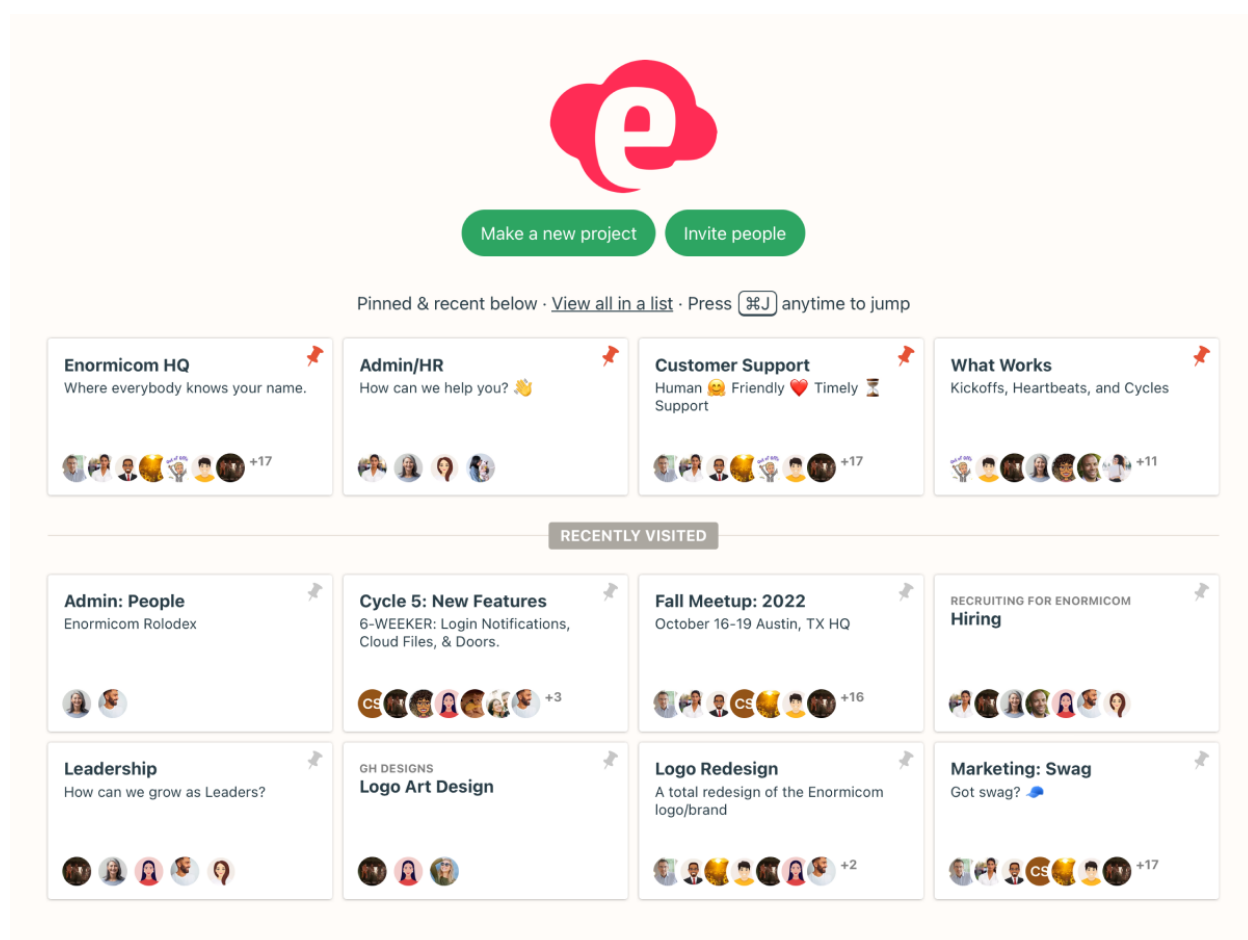 e
Make a new project
Invite people
Pinned & recent below · View all in a list · Press ⌘J anytime to jump
Enormicom HQ
Where everybody knows your name.
+17
Admin/HR
How can we help you? 👋
Customer Support
Human 🤗 Friendly ❤️ Timely ⏳
Support
+17
What Works
Kickoffs, Heartbeats, and Cycles
+11
RECENTLY VISITED
Admin: People
Enormicom Rolodex
Cycle 5: New Features
6-WEEKER: Login Notifications,
Cloud Files, & Doors.
CS
+3
Fall Meetup: 2022
October 16-19 Austin, TX HQ
CS
+16
RECRUITING FOR ENORMICOM
Hiring
Leadership
How can we grow as Leaders?
GH DESIGNS
Logo Art Design
Logo Redesign
A total redesign of the Enormicom
logo/brand
+2
Marketing: Swag
Got swag? 🧢
CS
+17